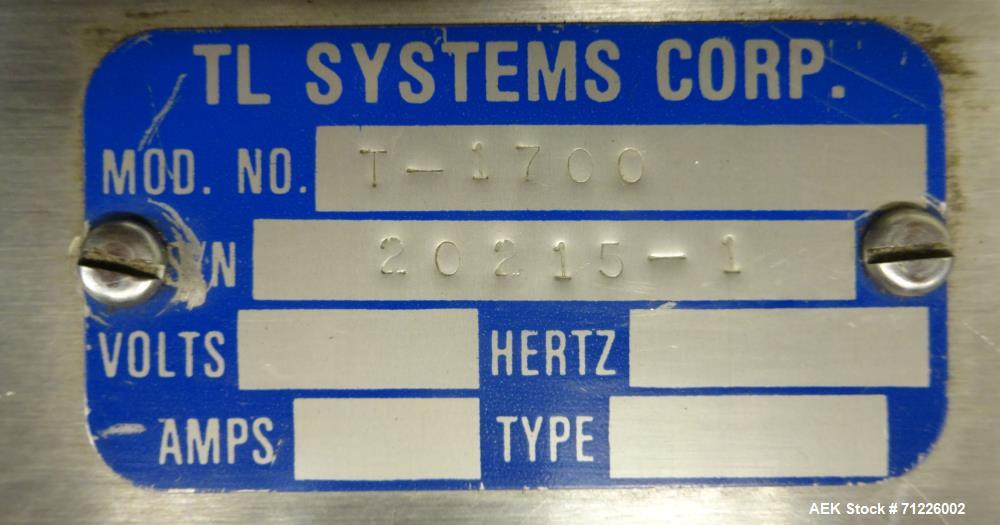 TL SYSTEMS CORP.
MOD. NO. T-1700
S/N 20215-1
VOLTS HERTZ
AMPS TYPE
AEK Stock # 71226002